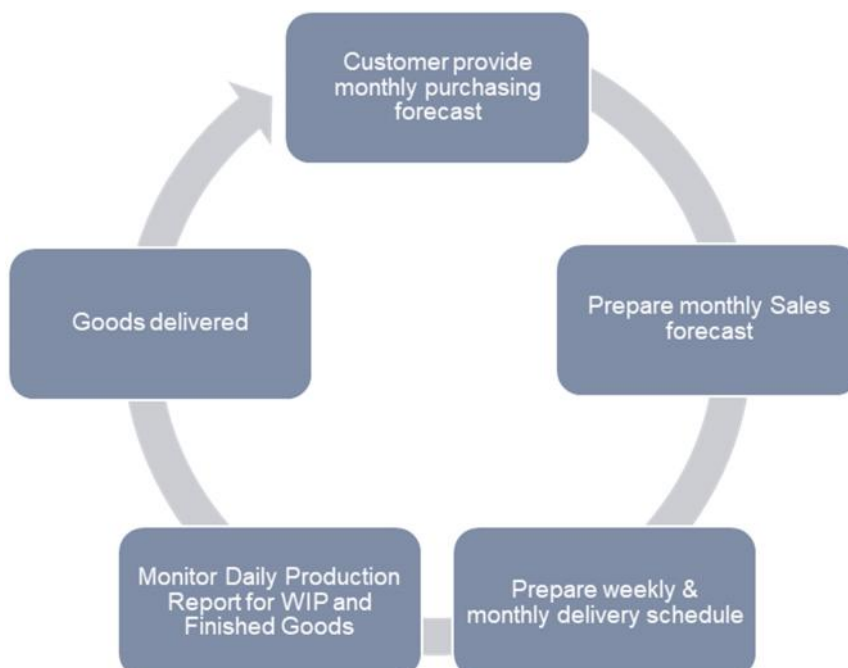 Customer provide
monthly purchasing
forecast
Prepare monthly Sales
forecast
Prepare weekly &
monthly delivery schedule
Monitor Daily Production
Report for WIP and
Finished Goods
Goods delivered